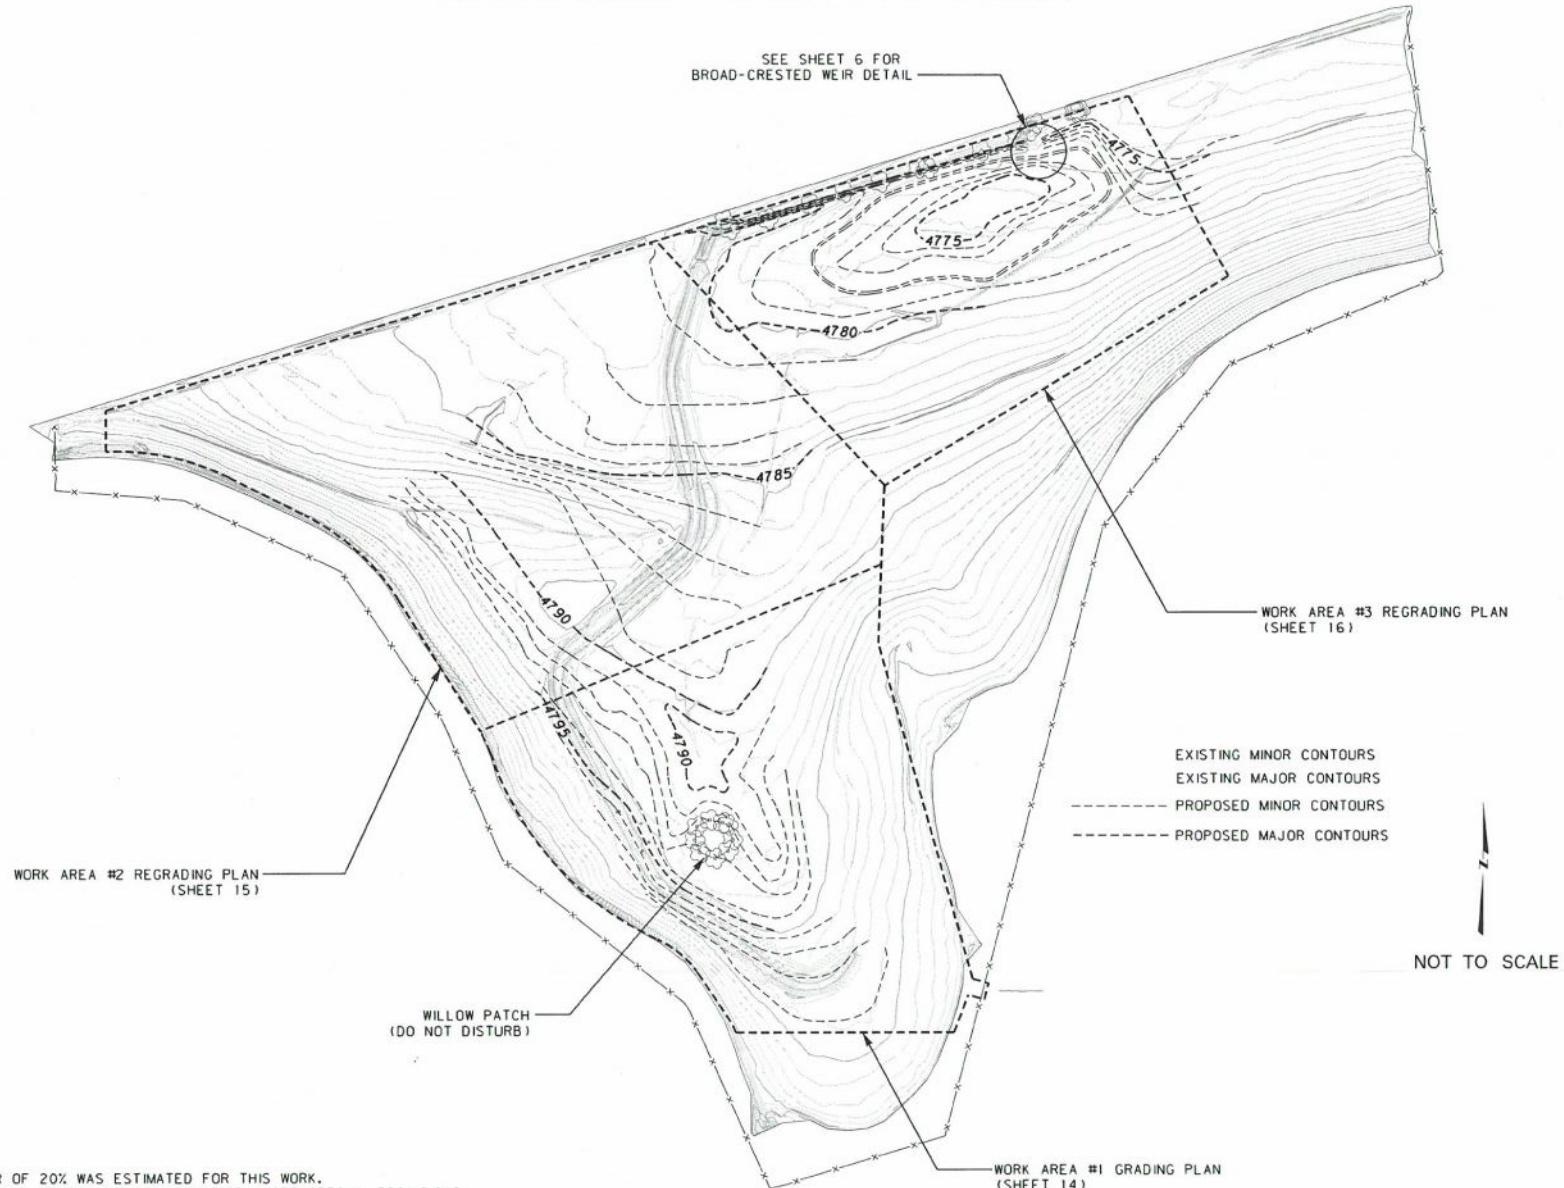 SEE SHEET 6 FOR
BROAD-CRESTED WEIR DETAIL
4775
4775
4780
4785
4790
WORK AREA #3 REGRADING PLAN
(SHEET 16)
4795
4790
EXISTING MINOR CONTOURS
EXISTING MAJOR CONTOURS
PROPOSED MINOR CONTOURS
PROPOSED MAJOR CONTOURS
WORK AREA #2 REGRADING PLAN
(SHEET 15)
NOT TO SCALE
WILLOW PATCH
(DO NOT DISTURB)
OF 20% WAS ESTIMATED FOR THIS WORK.
WORK AREA #1 GRADING PLAN
(SHEET 14)